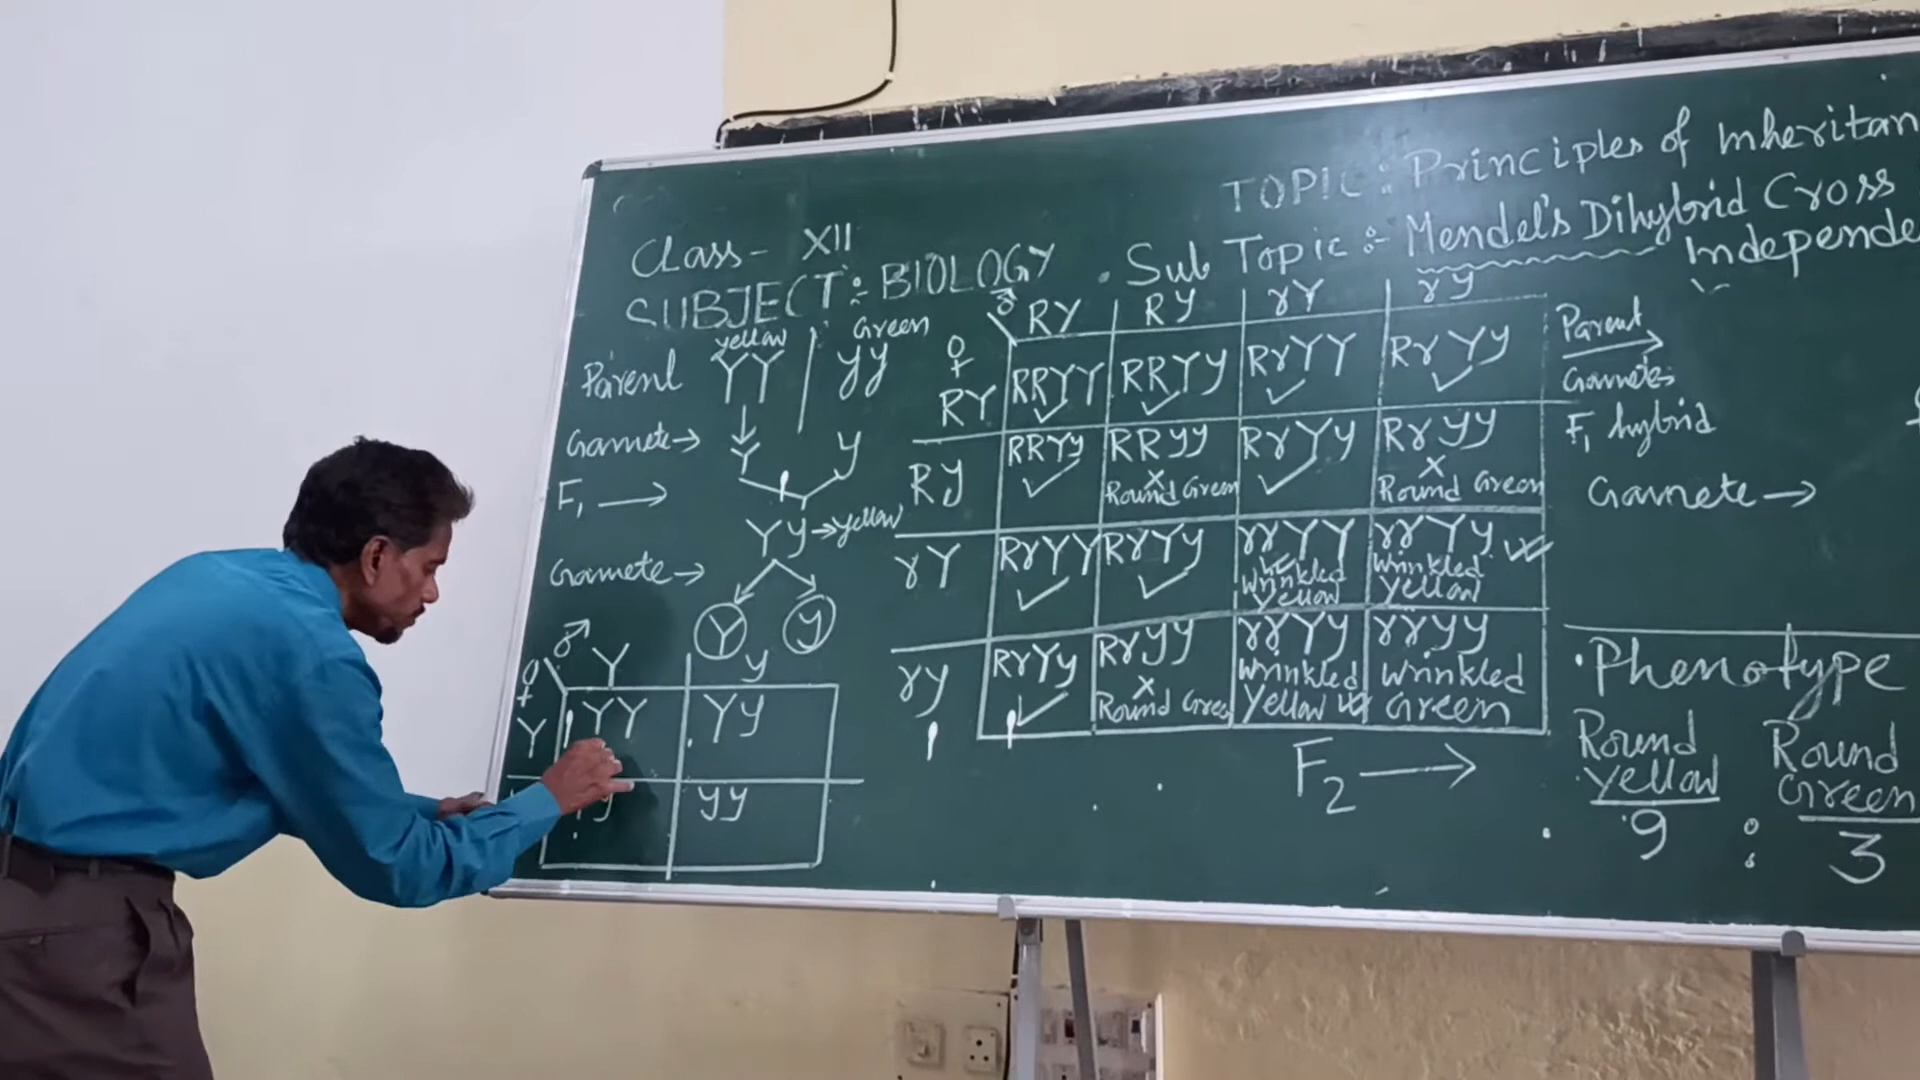 TOPIC:- Principles of Inheritan
Class- XII
Sub Topic:- Mendel's Dihybrid Cross
SUBJECT:- BIOLOGY
Independe
yellow Green
Parent YY yy
Gamete→ Y y
F1 →
Yy→yellow
Gamete→
Y y
♂
♀ Y y
Y YY Yy
y yy
♂ RY Ry rY ry
♀
RY RRYY RRYy RrYY RrYy
Ry RRYy RRyy RrYy Rryy
x Round Green x Round Green
rY RrYY RrYy rrYY rrYy
Wrinkled Wrinkled
Yellow Yellow
ry RrYy Rryy rrYy rryy
x Wrinkled Wrinkled
Round Gree Yellow Green
F2 →
Parent
Gametes
F1 hybrid
Gamete→
Phenotype
Round Round
yellow Green
9 : 3